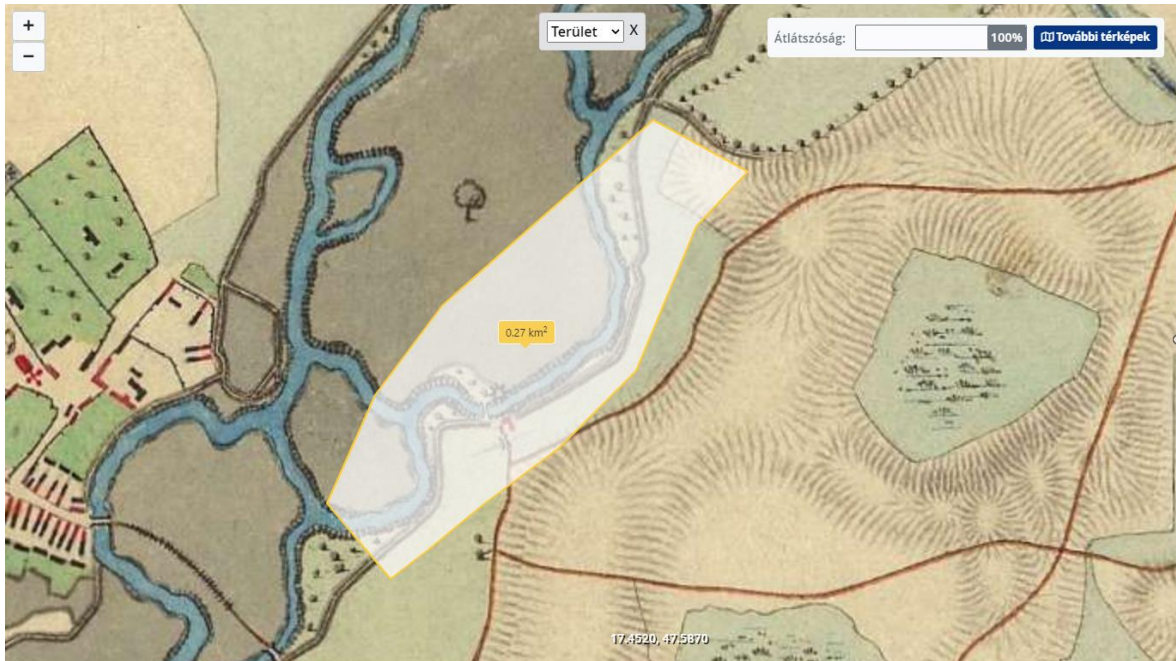 +
−
Terület X
Átlátszóság: 100% További térképek
0.27 km²
17.4520, 47.5870